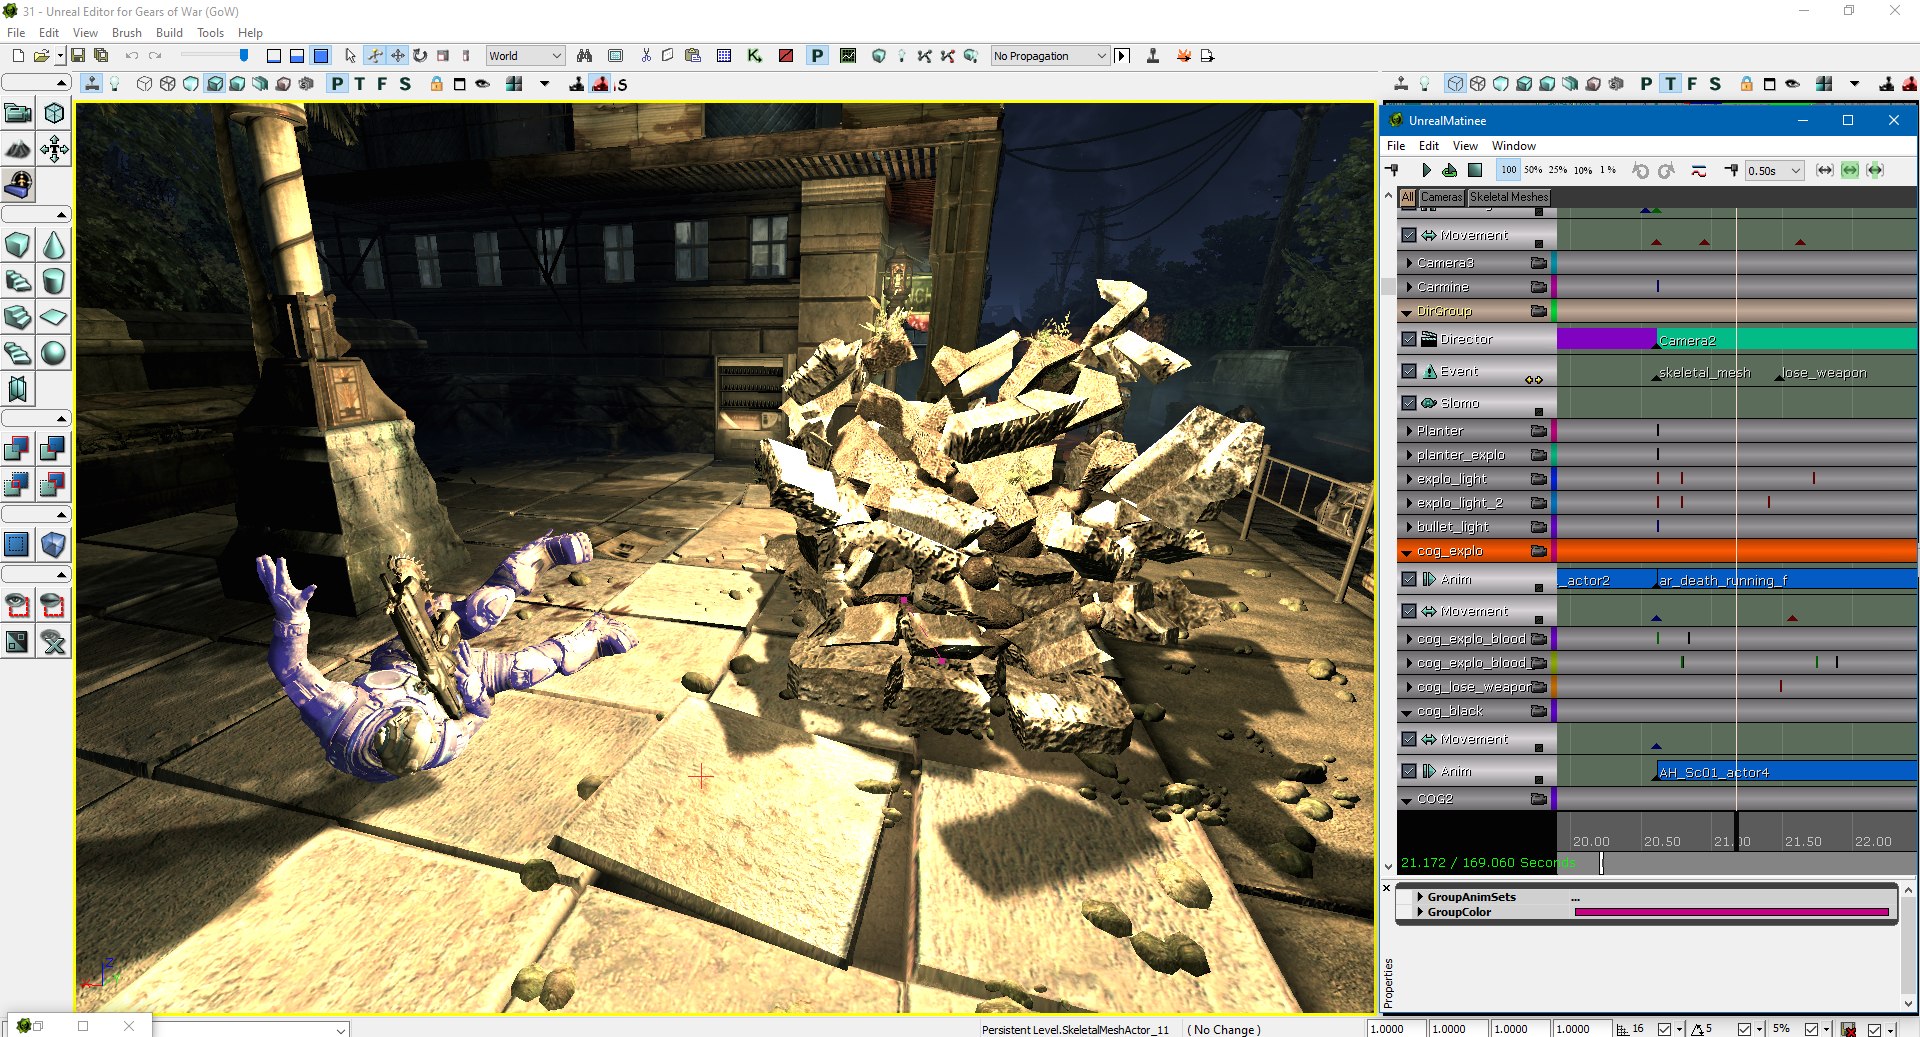 31 - Unreal Editor for Gears of War (GoW)
File Edit View Brush Build Tools Help
World
P
No Propagation
P T F S
S
P T F S
UnrealMatinee
File Edit View Window
100 50% 25% 10% 1 %
0.50s
All Cameras Skeletal Meshes
Movement
Camera3
Carmine
DirGroup
Director Camera2
Event skeletal_mesh lose_weapon
Slomo
Planter
planter_explo
explo_light
explo_light_2
bullet_light
cog_explo
Anim _actor2 ar_death_running_f
Movement
cog_explo_blood
cog_explo_blood_
cog_lose_weapon
cog_black
Movement
Anim AH_Sc01_actor4
COG2
20.00 20.50 21.00 21.50 22.00
21.172 / 169.060 Seconds
GroupAnimSets ...
GroupColor
Properties
Persistent Level.SkeletalMeshActor_11 ( No Change )
1.0000 1.0000 1.0000 1.0000 16 5 5%